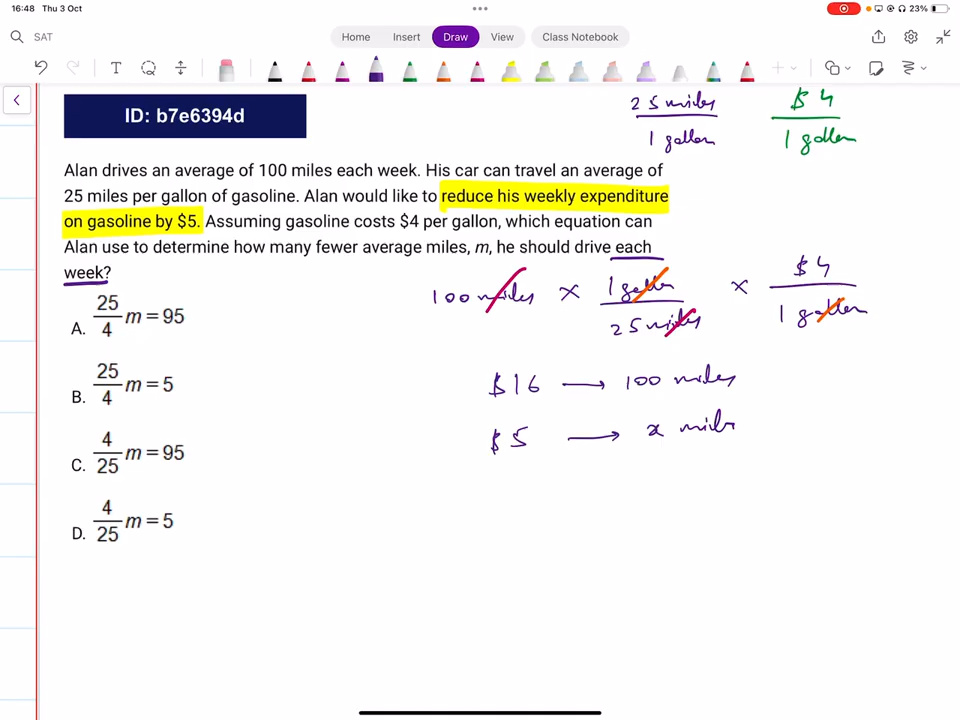 16:48 Thu 3 Oct
23%
SAT
Home Insert Draw View Class Notebook
ID: b7e6394d
25 miles
1 gallon
$4
1 gallon
Alan drives an average of 100 miles each week. His car can travel an average of
25 miles per gallon of gasoline. Alan would like to reduce his weekly expenditure
on gasoline by $5. Assuming gasoline costs $4 per gallon, which equation can
Alan use to determine how many fewer average miles, m, he should drive each
week?
100 miles × 1 gallon / 25 miles × $4 / 1 gallon
A. 25/4 m = 95
B. 25/4 m = 5
C. 4/25 m = 95
D. 4/25 m = 5
$16 → 100 miles
$5 → x miles